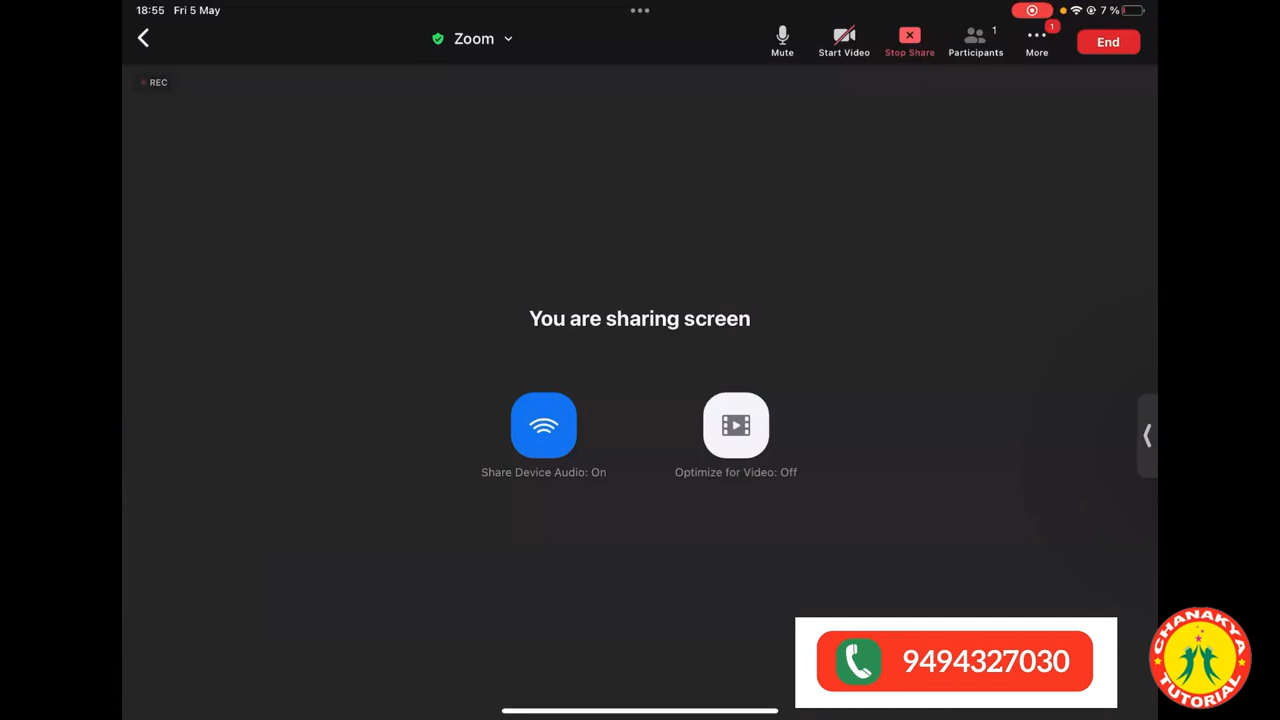 18:55 Fri 5 May
7 %
Zoom
Mute
Start Video
Stop Share
Participants
1
More
1
End
REC
You are sharing screen
Share Device Audio: On
Optimize for Video: Off
9494327030
CHANAKYA
TUTORIAL